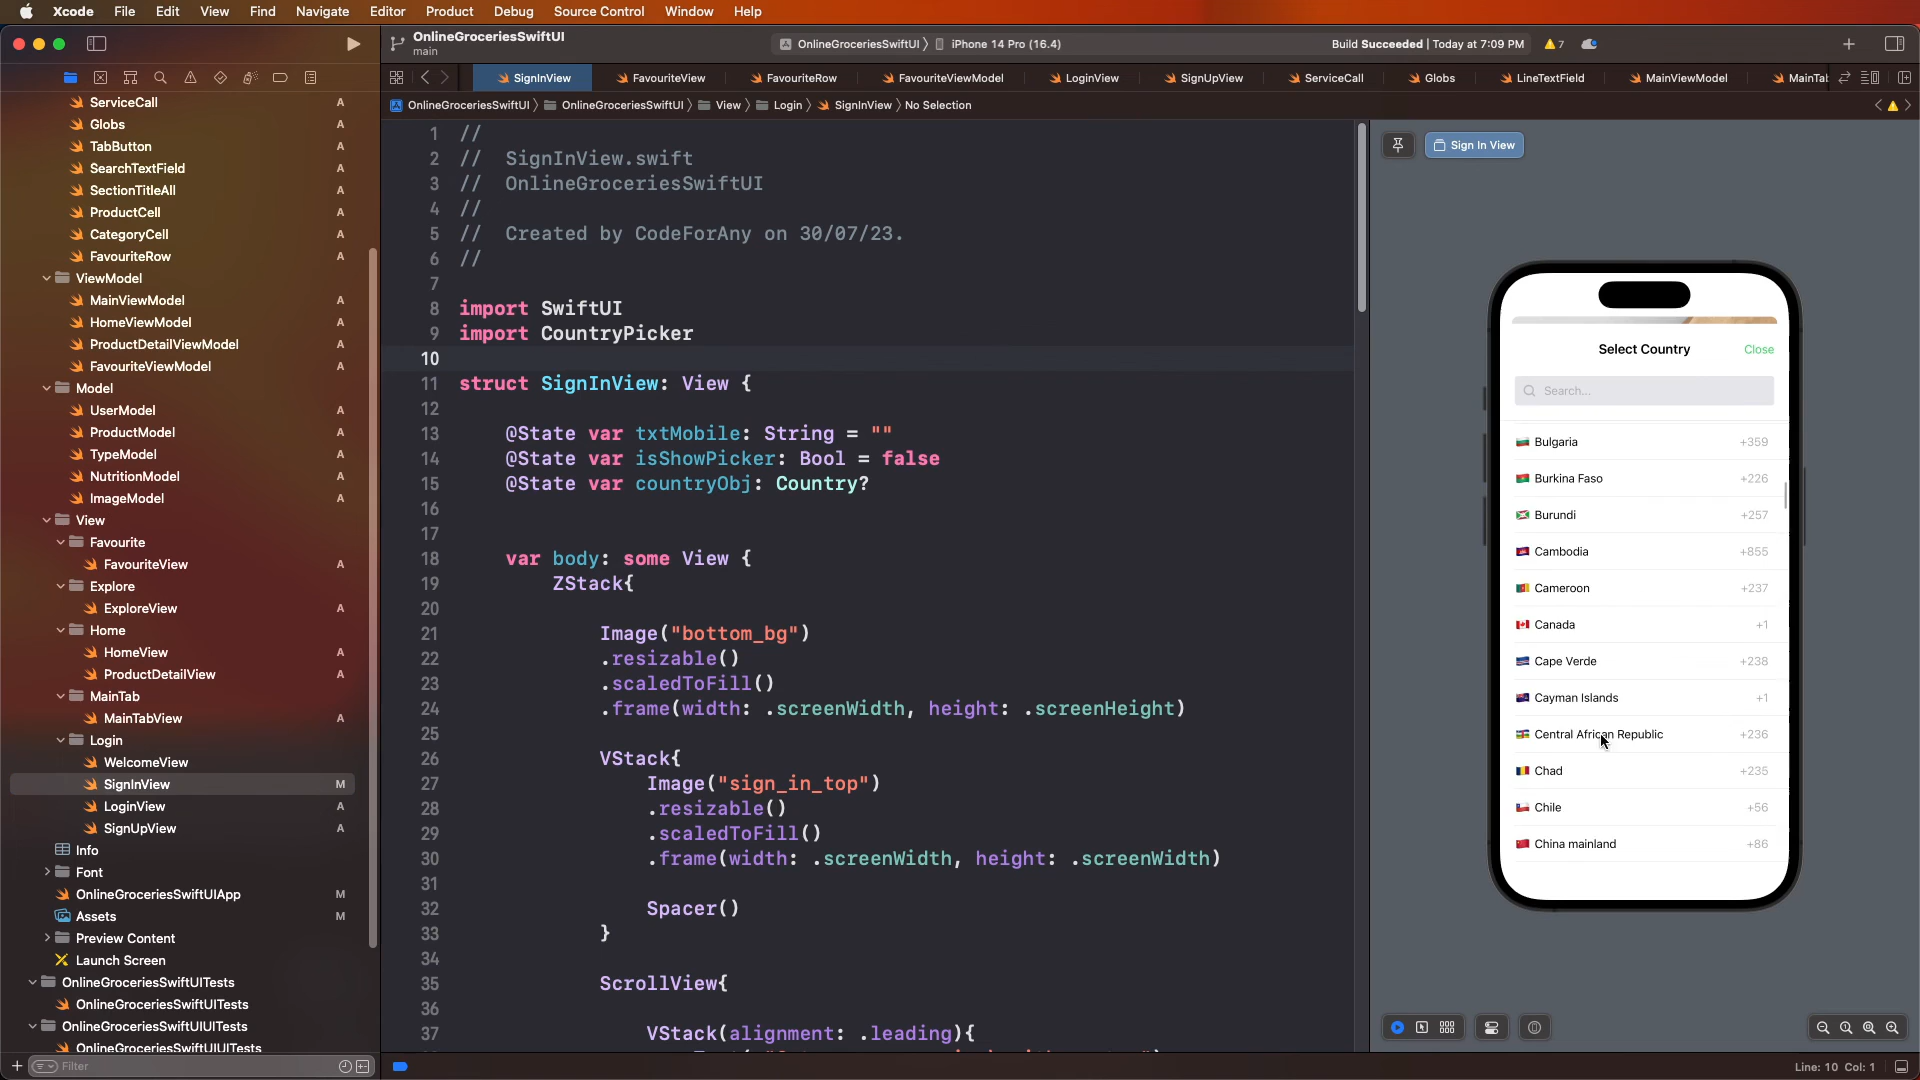 Xcode File Edit View Find Navigate Editor Product Debug Source Control Window Help
OnlineGroceriesSwiftUI
main
OnlineGroceriesSwiftUI
iPhone 14 Pro (16.4)
Build Succeeded | Today at 7:09 PM
7
SignInView
FavouriteView
FavouriteRow
FavouriteViewModel
LoginView
SignUpView
ServiceCall
Globs
LineTextField
MainViewModel
MainTab
OnlineGroceriesSwiftUI
OnlineGroceriesSwiftUI
View
Login
SignInView
No Selection
ServiceCall A
Globs A
TabButton A
SearchTextField A
SectionTitleAll A
ProductCell A
CategoryCell A
FavouriteRow A
ViewModel
MainViewModel A
HomeViewModel A
ProductDetailViewModel A
FavouriteViewModel A
Model
UserModel A
ProductModel A
TypeModel A
NutritionModel A
ImageModel A
View
Favourite
FavouriteView A
Explore
ExploreView A
Home
HomeView A
ProductDetailView A
MainTab
MainTabView A
Login
WelcomeView
SignInView M
LoginView A
SignUpView A
Info
Font
OnlineGroceriesSwiftUIApp M
Assets M
Preview Content
Launch Screen
OnlineGroceriesSwiftUITests
OnlineGroceriesSwiftUITests
OnlineGroceriesSwiftUIUITests
OnlineGroceriesSwiftUIUITests
Filter
1 //
2 // SignInView.swift
3 // OnlineGroceriesSwiftUI
4 //
5 // Created by CodeForAny on 30/07/23.
6 //
7
8 import SwiftUI
9 import CountryPicker
10
11 struct SignInView: View {
12
13 @State var txtMobile: String = ""
14 @State var isShowPicker: Bool = false
15 @State var countryObj: Country?
16
17
18 var body: some View {
19 ZStack{
20
21 Image("bottom_bg")
22 .resizable()
23 .scaledToFill()
24 .frame(width: .screenWidth, height: .screenHeight)
25
26 VStack{
27 Image("sign_in_top")
28 .resizable()
29 .scaledToFill()
30 .frame(width: .screenWidth, height: .screenWidth)
31
32 Spacer()
33 }
34
35 ScrollView{
36
37 VStack(alignment: .leading){
Sign In View
Select Country
Close
Search...
Bulgaria +359
Burkina Faso +226
Burundi +257
Cambodia +855
Cameroon +237
Canada +1
Cape Verde +238
Cayman Islands +1
Central African Republic +236
Chad +235
Chile +56
China mainland +86
Line: 10 Col: 1